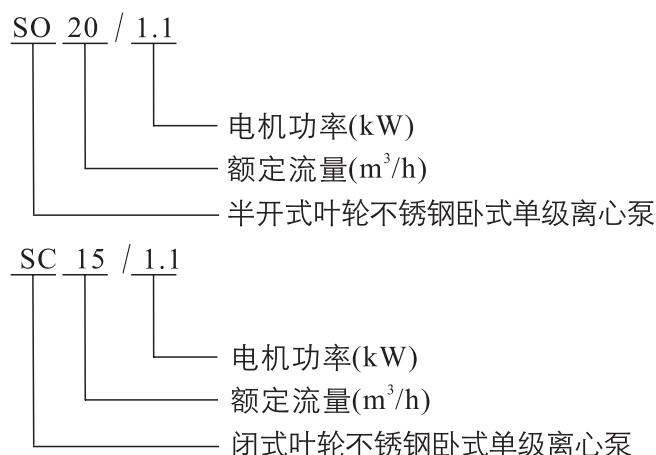 SO 20 / 1.1
电机功率(kW)
额定流量(m³/h)
半开式叶轮不锈钢卧式单级离心泵
SC 15 / 1.1
电机功率(kW)
额定流量(m³/h)
闭式叶轮不锈钢卧式单级离心泵